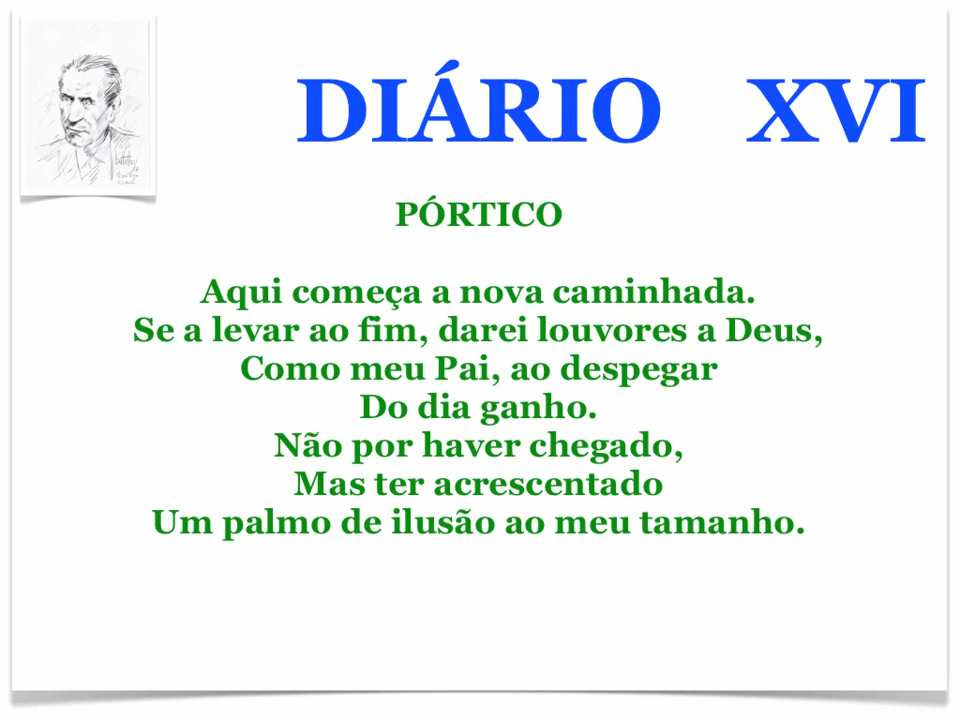 DIÁRIO XVI
PÓRTICO
Aqui começa a nova caminhada.
Se a levar ao fim, darei louvores a Deus,
Como meu Pai, ao despegar
Do dia ganho.
Não por haver chegado,
Mas ter acrescentado
Um palmo de ilusão ao meu tamanho.